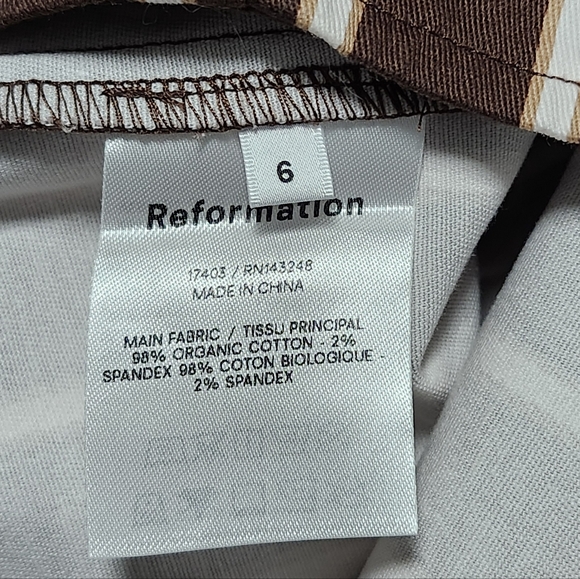 6
Reformation
17403 / RN143248
MADE IN CHINA
MAIN FABRIC / TISSU PRINCIPAL
98% ORGANIC COTTON - 2%
SPANDEX 98% COTON BIOLOGIQUE -
2% SPANDEX